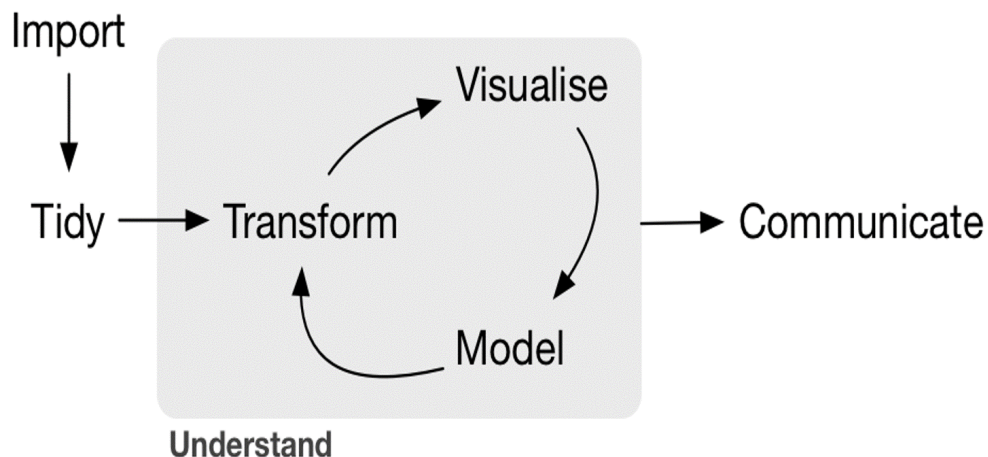 Import
Visualise
Tidy
Transform
Communicate
Model
Understand